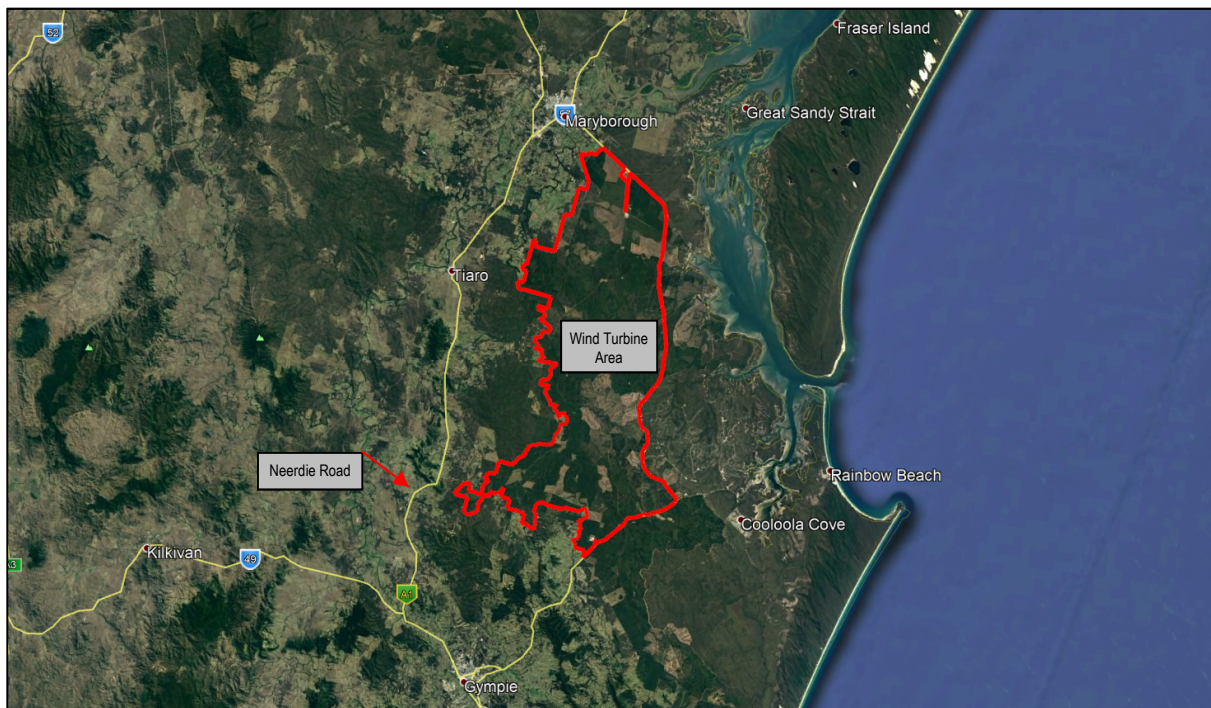 52
Fraser Island
Great Sandy Strait
Maryborough
Tiaro
Wind Turbine
Area
Neerdie Road
Rainbow Beach
Cooloola Cove
Kilkivan
49
A3
A1
Gympie